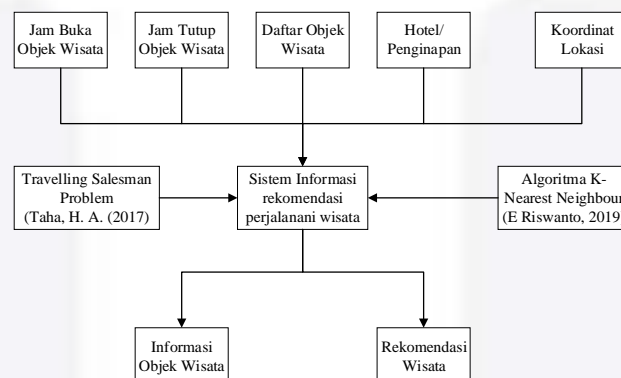 Jam Buka
Objek Wisata
Jam Tutup
Objek Wisata
Daftar Objek
Wisata
Hotel/
Penginapan
Koordinat
Lokasi
Travelling Salesman
Problem
(Taha, H. A. (2017)
Sistem Informasi
rekomendasi
perjalanani wisata
Algoritma K-
Nearest Neighbour
(E Riswanto, 2019)
Informasi
Objek Wisata
Rekomendasi
Wisata